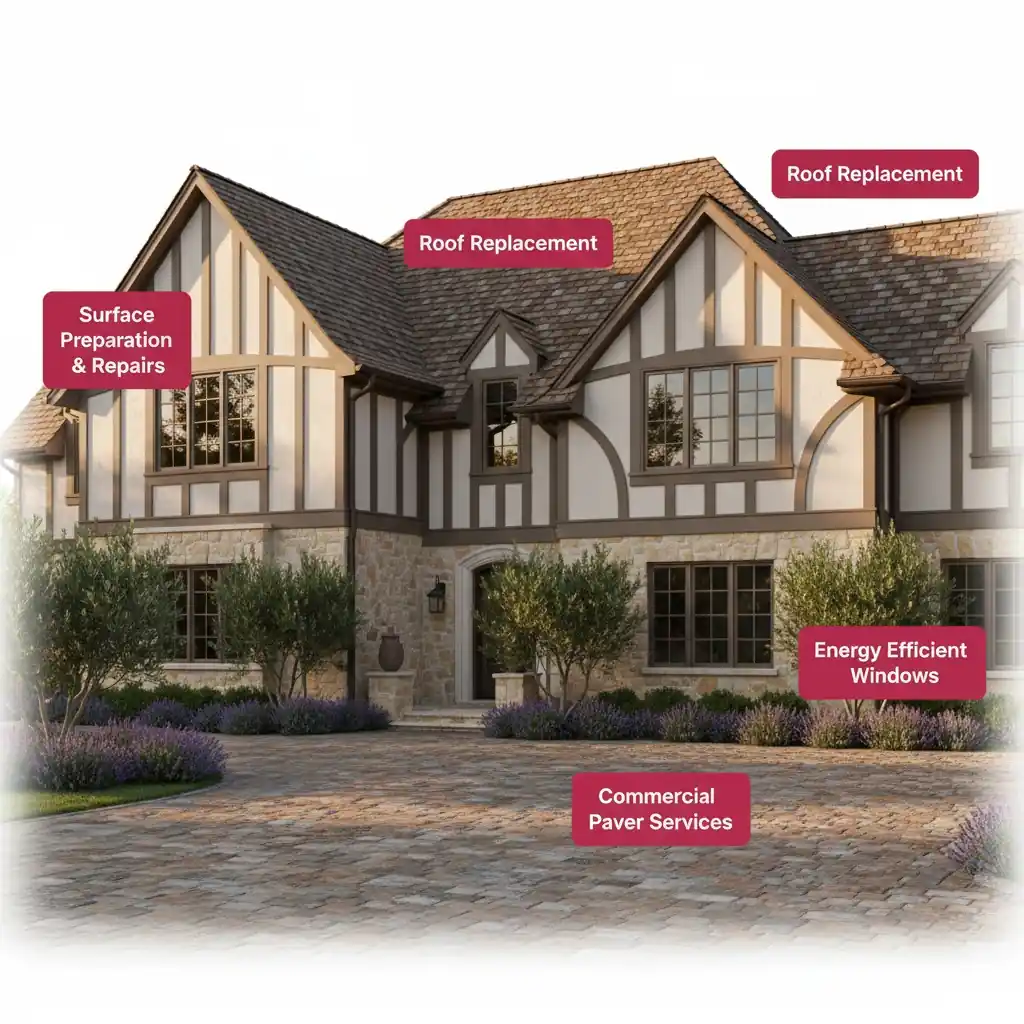 Roof Replacement
Roof Replacement
Surface
Preparation
& Repairs
Energy Efficient
Windows
Commercial
Paver Services